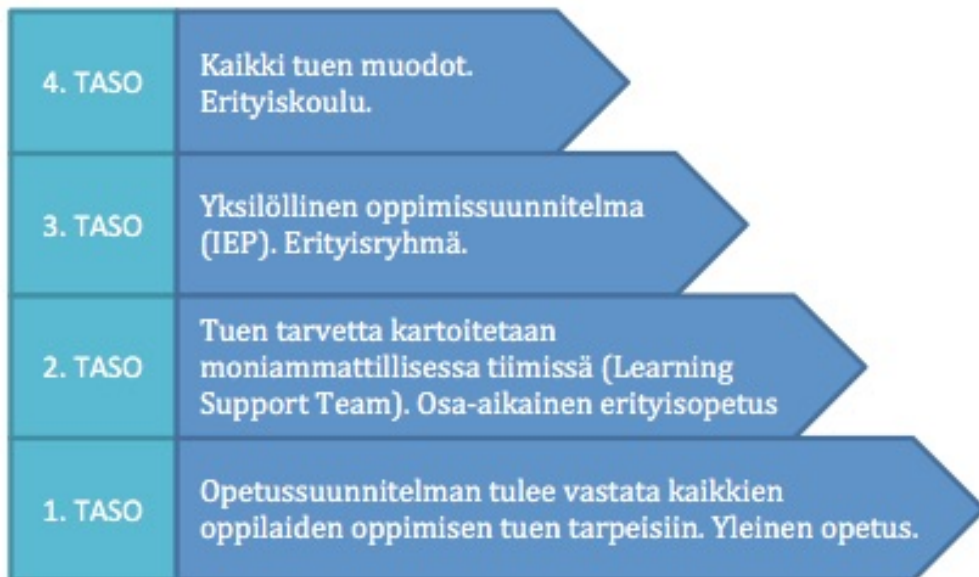 4. TASO
Kaikki tuen muodot.
Erityiskoulu.
3. TASO
Yksilöllinen oppimissuunnitelma
(IEP). Erityisryhmä.
2. TASO
Tuen tarvetta kartoitetaan
moniammattillisessa tiimissä (Learning
Support Team). Osa-aikainen erityisopetus
1. TASO
Opetussuunnitelman tulee vastata kaikkien
oppilaiden oppimisen tuen tarpeisiin. Yleinen opetus.